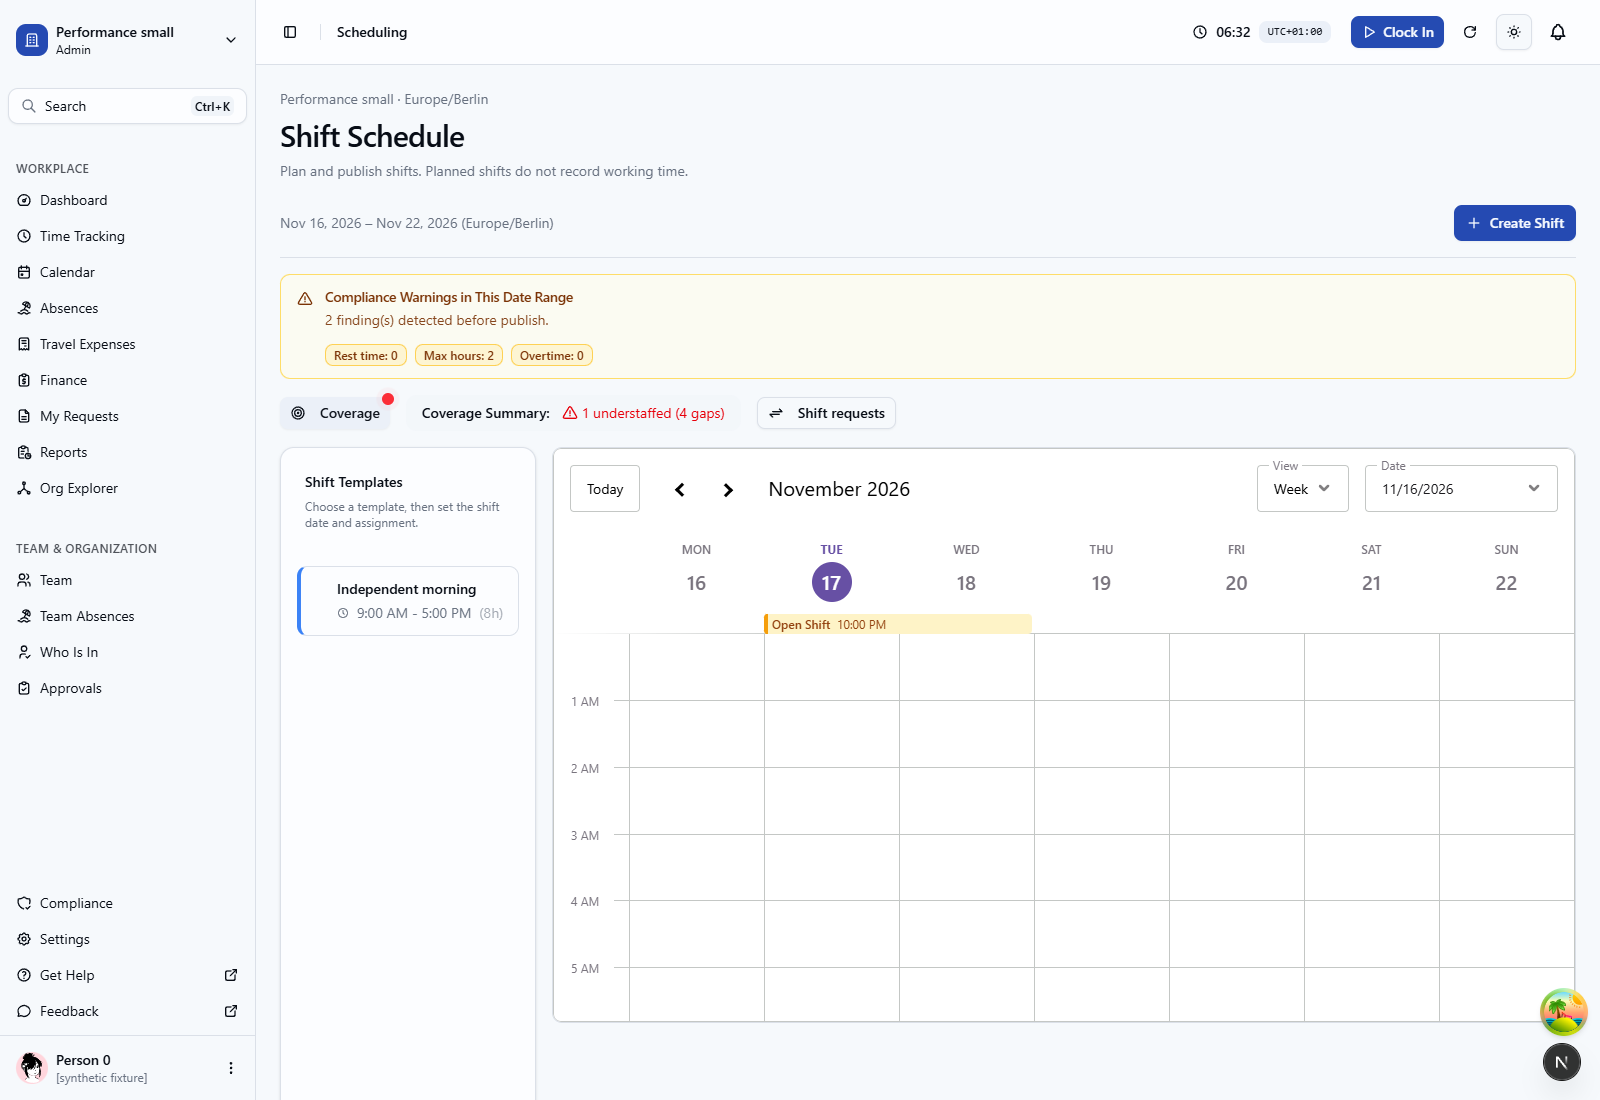 Performance small
Admin
Search
Ctrl+K
WORKPLACE
Dashboard
Time Tracking
Calendar
Absences
Travel Expenses
Finance
My Requests
Reports
Org Explorer
TEAM & ORGANIZATION
Team
Team Absences
Who Is In
Approvals
Compliance
Settings
Get Help
Feedback
Person 0
[synthetic fixture]
Scheduling
06:32
UTC+01:00
Clock In
Performance small · Europe/Berlin
Shift Schedule
Plan and publish shifts. Planned shifts do not record working time.
Nov 16, 2026 – Nov 22, 2026 (Europe/Berlin)
Create Shift
Compliance Warnings in This Date Range
2 finding(s) detected before publish.
Rest time: 0
Max hours: 2
Overtime: 0
Coverage
Coverage Summary:
1 understaffed (4 gaps)
Shift requests
Shift Templates
Choose a template, then set the shift
date and assignment.
Independent morning
9:00 AM - 5:00 PM (8h)
Today
November 2026
View
Week
Date
11/16/2026
MON
TUE
WED
THU
FRI
SAT
SUN
16
17
18
19
20
21
22
Open Shift 10:00 PM
1 AM
2 AM
3 AM
4 AM
5 AM
N